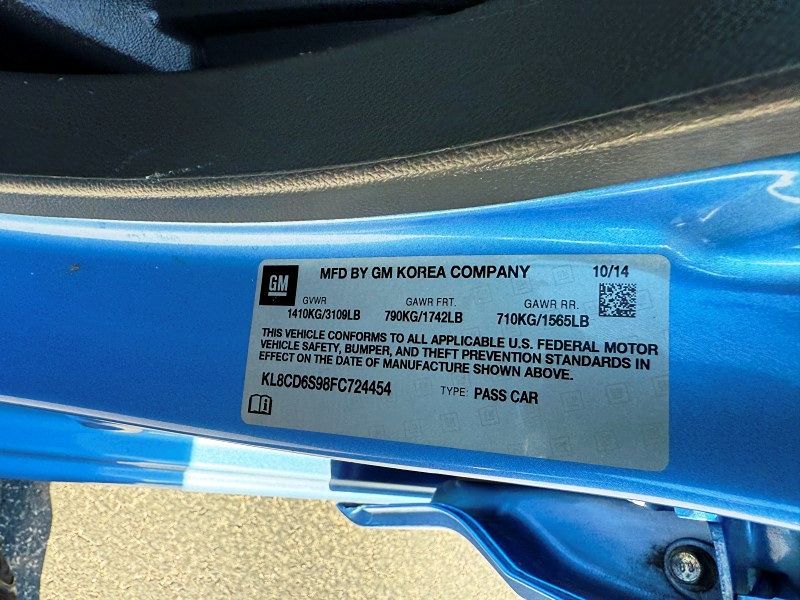 GM
MFD BY GM KOREA COMPANY 10/14
GVWR GAWR FRT. GAWR RR.
1410KG/3109LB 790KG/1742LB 710KG/1565LB
THIS VEHICLE CONFORMS TO ALL APPLICABLE U.S. FEDERAL MOTOR
VEHICLE SAFETY, BUMPER, AND THEFT PREVENTION STANDARDS IN
EFFECT ON THE DATE OF MANUFACTURE SHOWN ABOVE.
KL8CD6S98FC724454 TYPE: PASS CAR